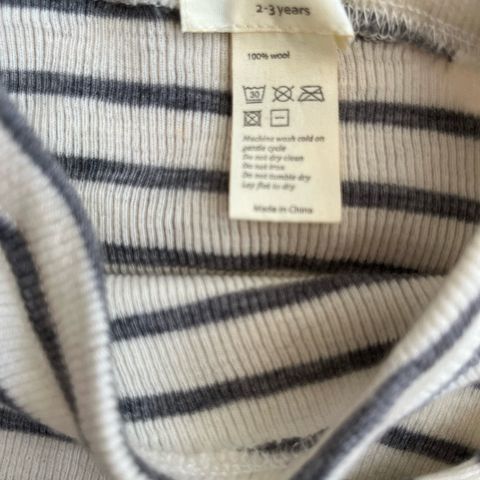 2-3 years
100% wool
30
Machine wash cold on
gentle cycle
Do not dry clean
Do not iron
Do not tumble dry
Lay flat to dry
Made in China